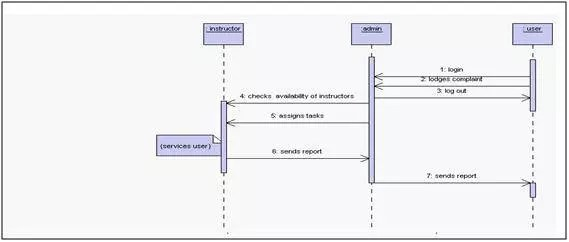 : instructor
:admin
: user
1: login
2: lodges complaint
3: log out
4: checks availability of instructors
5: assigns tasks
(services user)
6: sends report
7: sends report